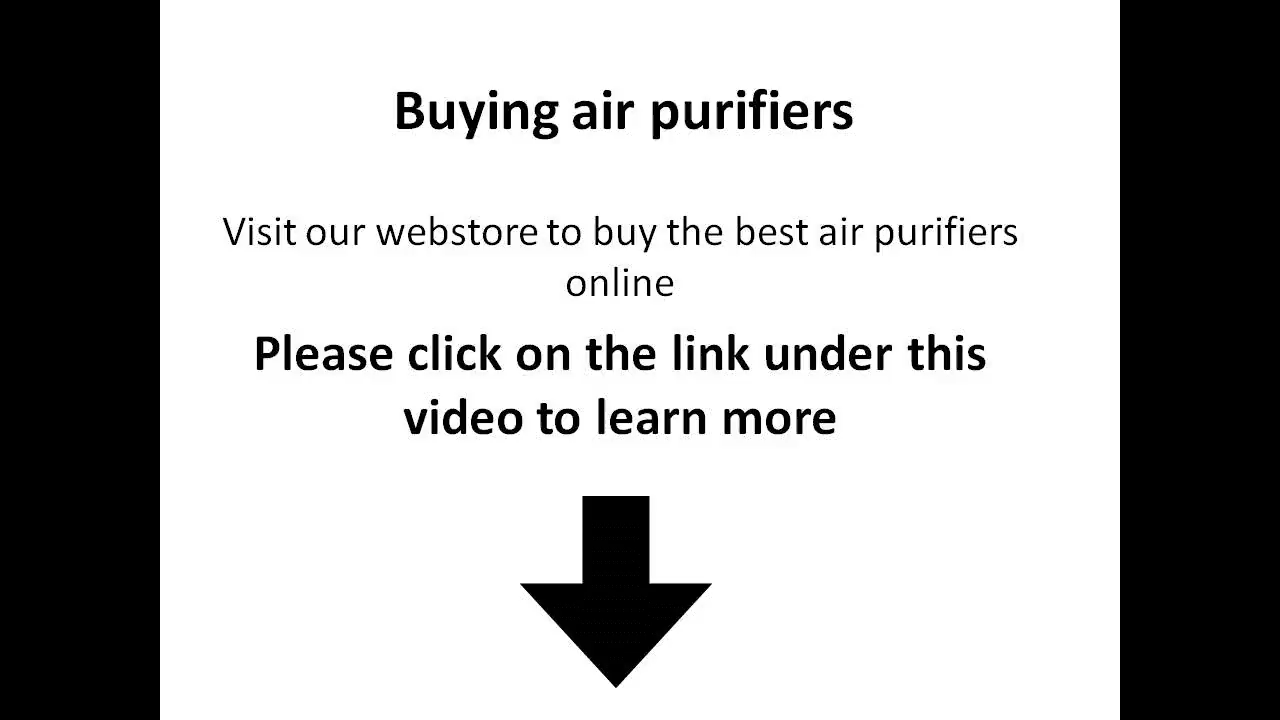 Buying air purifiers
Visit our webstore to buy the best air purifiers
online
Please click on the link under this
video to learn more